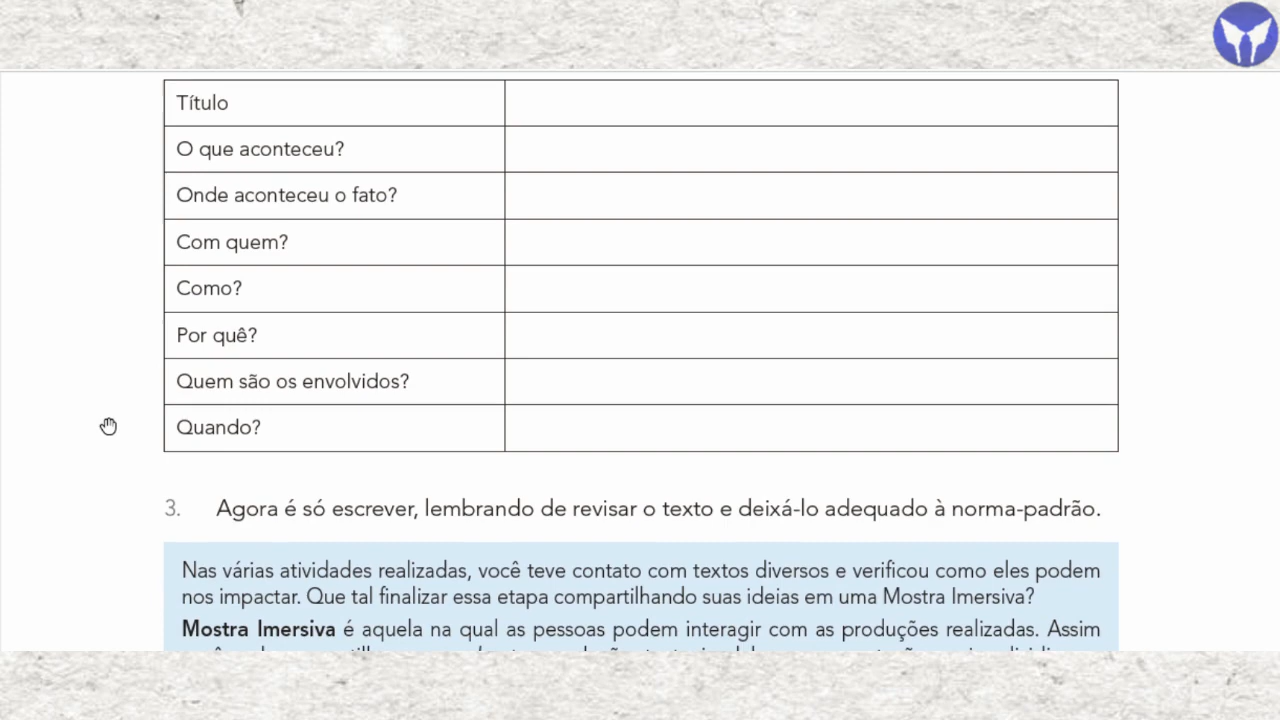 Título
O que aconteceu?
Onde aconteceu o fato?
Com quem?
Como?
Por quê?
Quem são os envolvidos?
Quando?
3. Agora é só escrever, lembrando de revisar o texto e deixá-lo adequado à norma-padrão.
Nas várias atividades realizadas, você teve contato com textos diversos e verificou como eles podem
nos impactar. Que tal finalizar essa etapa compartilhando suas ideias em uma Mostra Imersiva?
Mostra Imersiva é aquela na qual as pessoas podem interagir com as produções realizadas. Assim